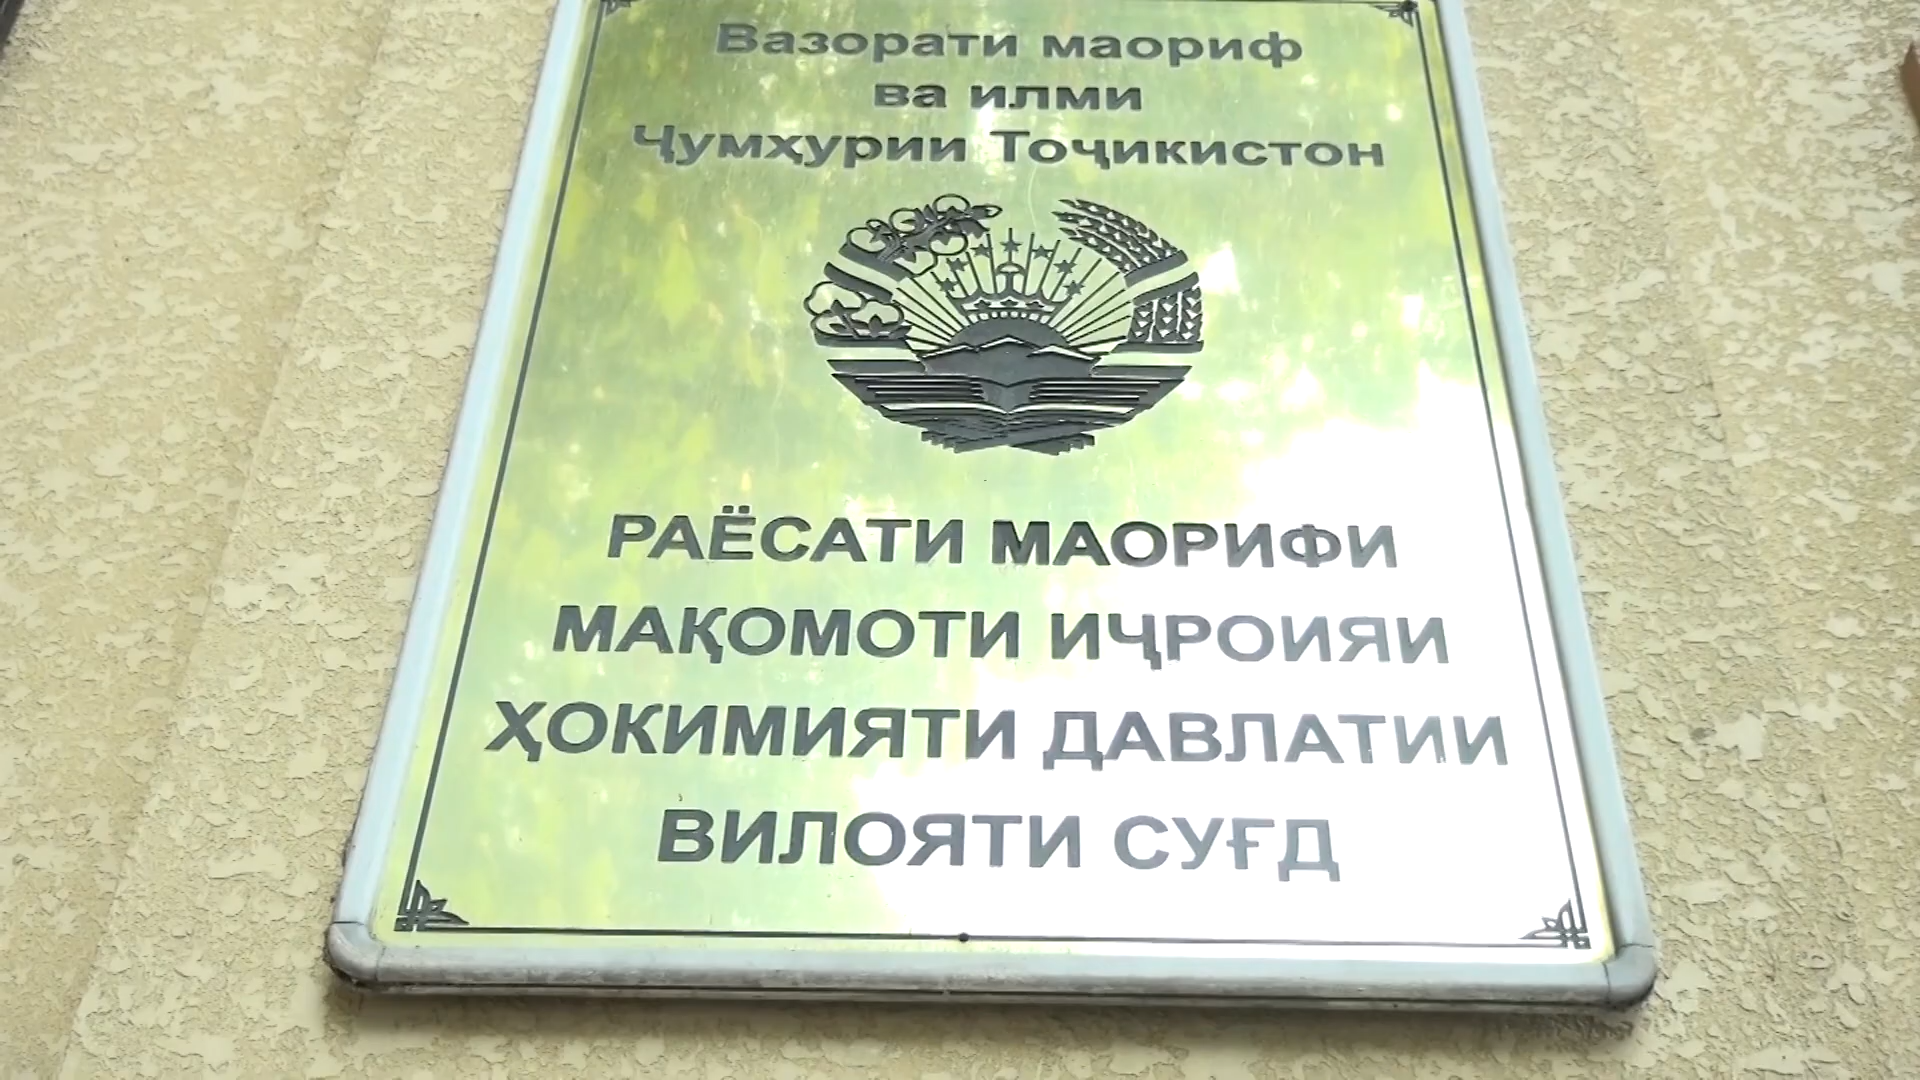 Вазорати маориф
ва илми
Ҷумҳурии Тоҷикистон
РАЁСАТИ МАОРИФИ
МАҚОМОТИ ИҶРОИЯИ
ҲОКИМИЯТИ ДАВЛАТИИ
ВИЛОЯТИ СУҒД